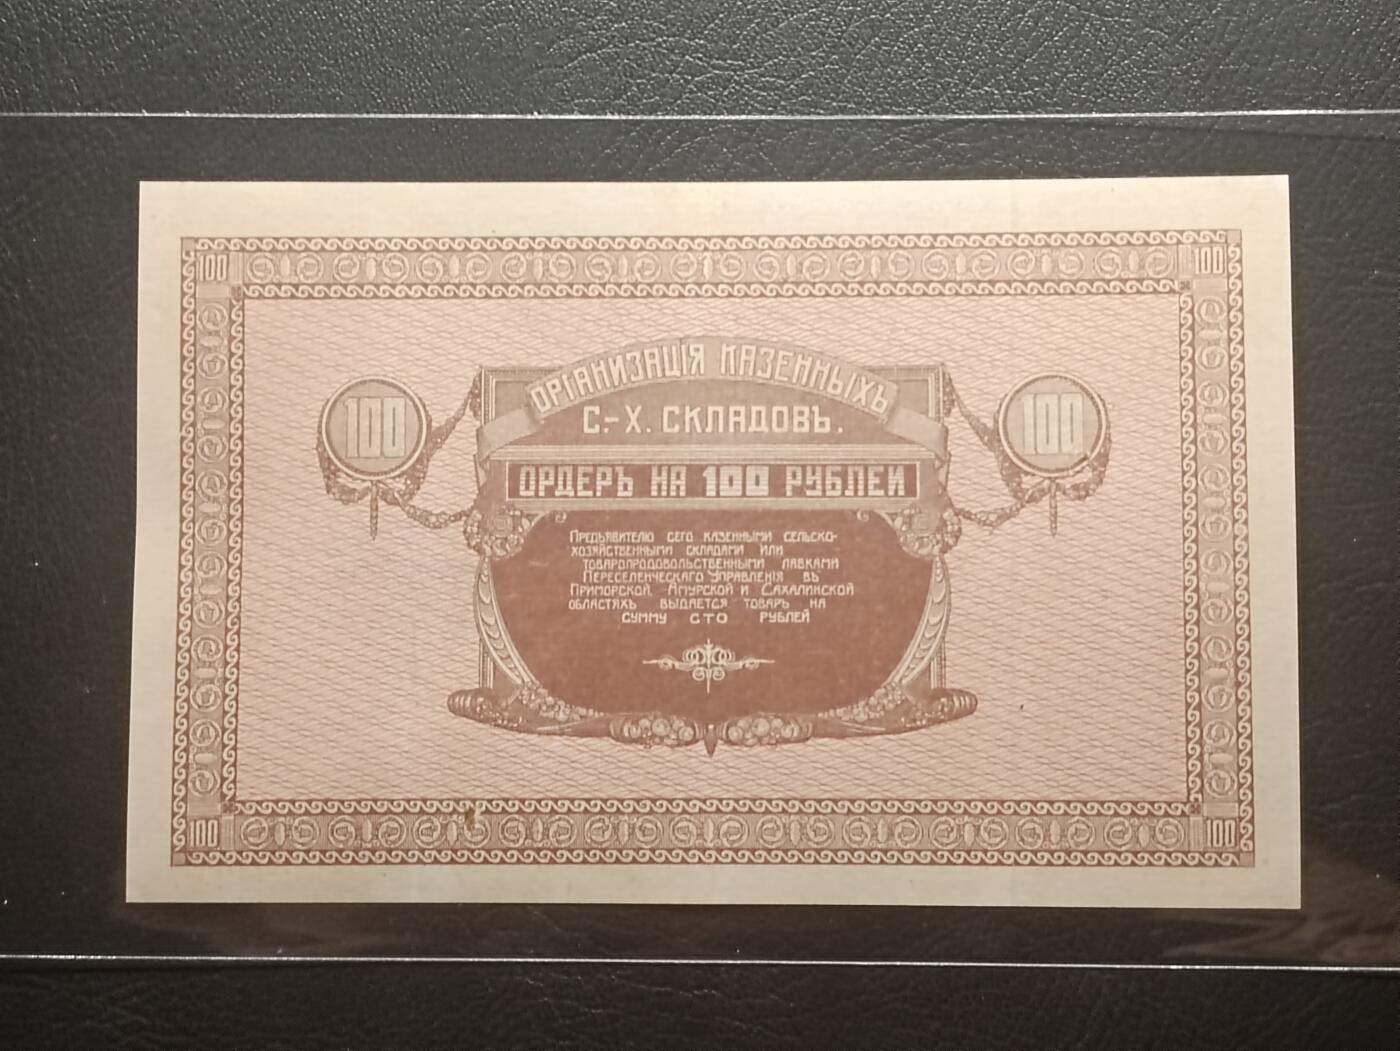 100 100
ОРГАНИЗАЦІЯ КАЗЕННЫХЪ
100 100
С.-Х. СКЛАДОВЪ.
ОРДЕРЪ НА 100 РУБЛЕЙ
ПРЕДЪЯВИТЕЛЮ СЕГО КАЗЕННЫМИ СЕЛЬСКО-
ХОЗЯЙСТВЕННЫМИ СКЛАДАМИ ИЛИ
ТОВАРОПРОДОВОЛЬСТВЕННЫМИ ЛАВКАМИ
ПЕРЕСЕЛЕНЧЕСКАГО УПРАВЛЕНІЯ ВЪ
ПРИМОРСКОЙ, АМУРСКОЙ И САХАЛИНСКОЙ
ОБЛАСТЯХЪ ВЫДАЕТСЯ ТОВАРЪ НА
СУММУ СТО РУБЛЕЙ
100 100